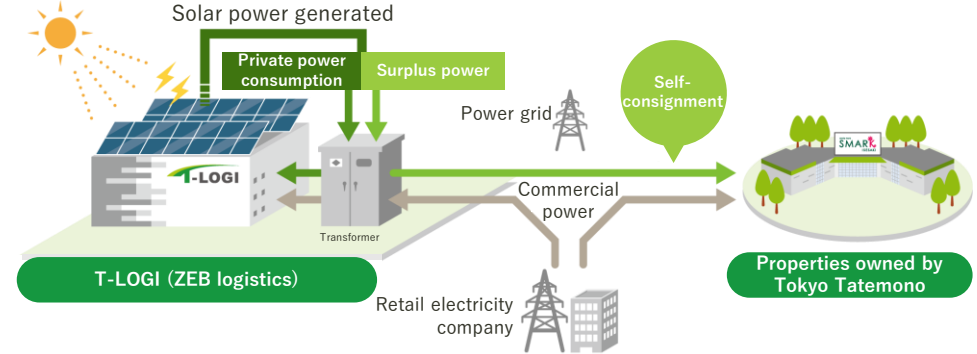 Solar power generated
Private power
consumption
Surplus power
Self-
consignment
Power grid
T-LOGI
SMARK
Commercial
power
Transformer
T-LOGI (ZEB logistics)
Retail electricity
company
Properties owned by
Tokyo Tatemono